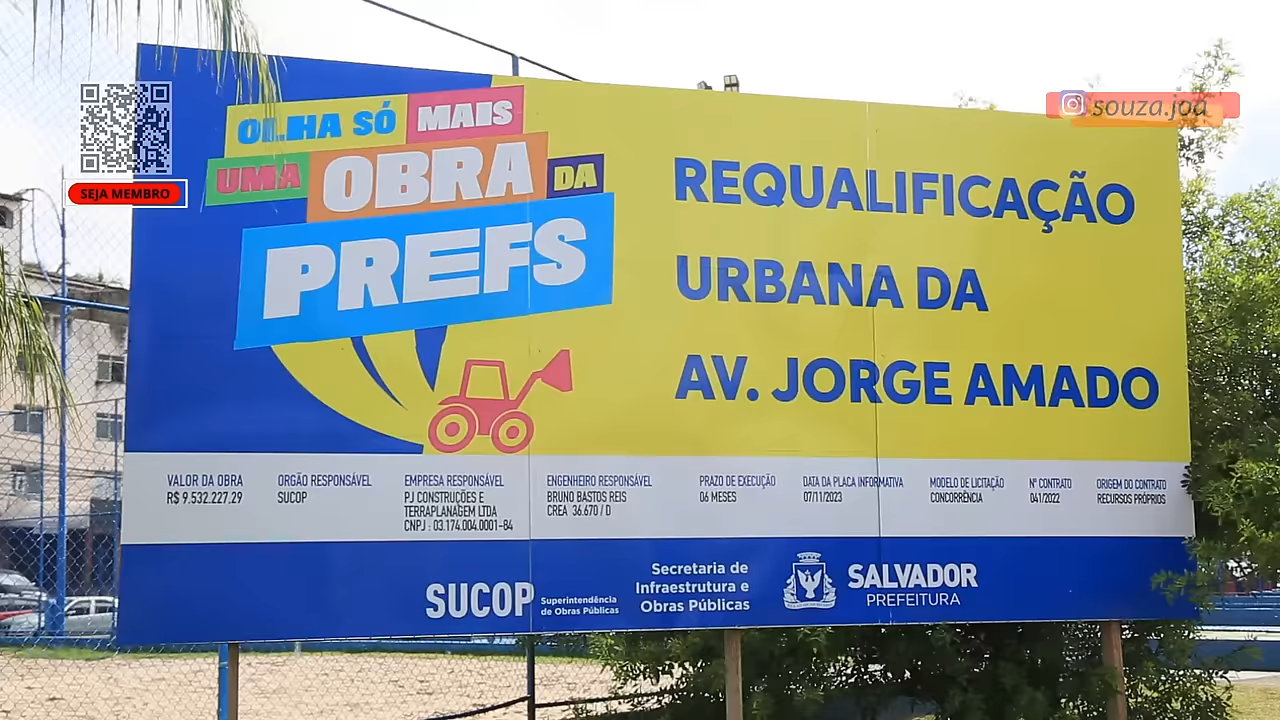 SEJA MEMBRO
souza.joa
OLHA SÓ MAIS
UMA OBRA DA
PREFS
REQUALIFICAÇÃO
URBANA DA
AV. JORGE AMADO
VALOR DA OBRA
R$ 9.532.227,29
ORGÃO RESPONSÁVEL
SUCOP
EMPRESA RESPONSÁVEL
PJ CONSTRUÇÕES E
TERRAPLANAGEM LTDA
CNPJ : 03.174.004.0001-84
ENGENHEIRO RESPONSÁVEL
BRUNO BASTOS REIS
CREA 36.670 / D
PRAZO DE EXECUÇÃO
06 MESES
DATA DA PLACA INFORMATIVA
07/11/2023
MODELO DE LICITAÇÃO
CONCORRÊNCIA
Nº CONTRATO
041/2022
ORIGEM DO CONTRATO
RECURSOS PRÓPRIOS
SUCOP
Superintendência
de Obras Públicas
Secretaria de
Infraestrutura e
Obras Públicas
SALVADOR
PREFEITURA